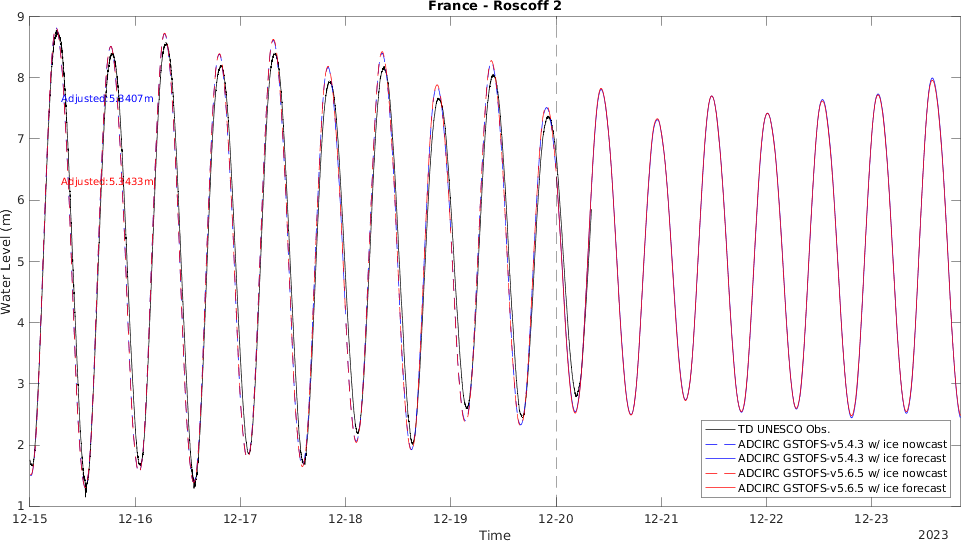 France - Roscoff 2
Water Level (m)
9
8
7
6
5
4
3
2
1
Adjusted:5.3407m
Adjusted:5.3433m
TD UNESCO Obs.
ADCIRC GSTOFS-v5.4.3 w/ ice nowcast
ADCIRC GSTOFS-v5.4.3 w/ ice forecast
ADCIRC GSTOFS-v5.6.5 w/ ice nowcast
ADCIRC GSTOFS-v5.6.5 w/ ice forecast
12-15 12-16 12-17 12-18 12-19 12-20 12-21 12-22 12-23
Time
2023